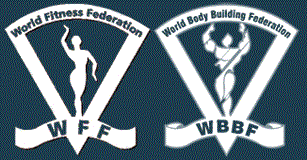 World Fitness Federation
WFF
World Body Building Federation
WBBF